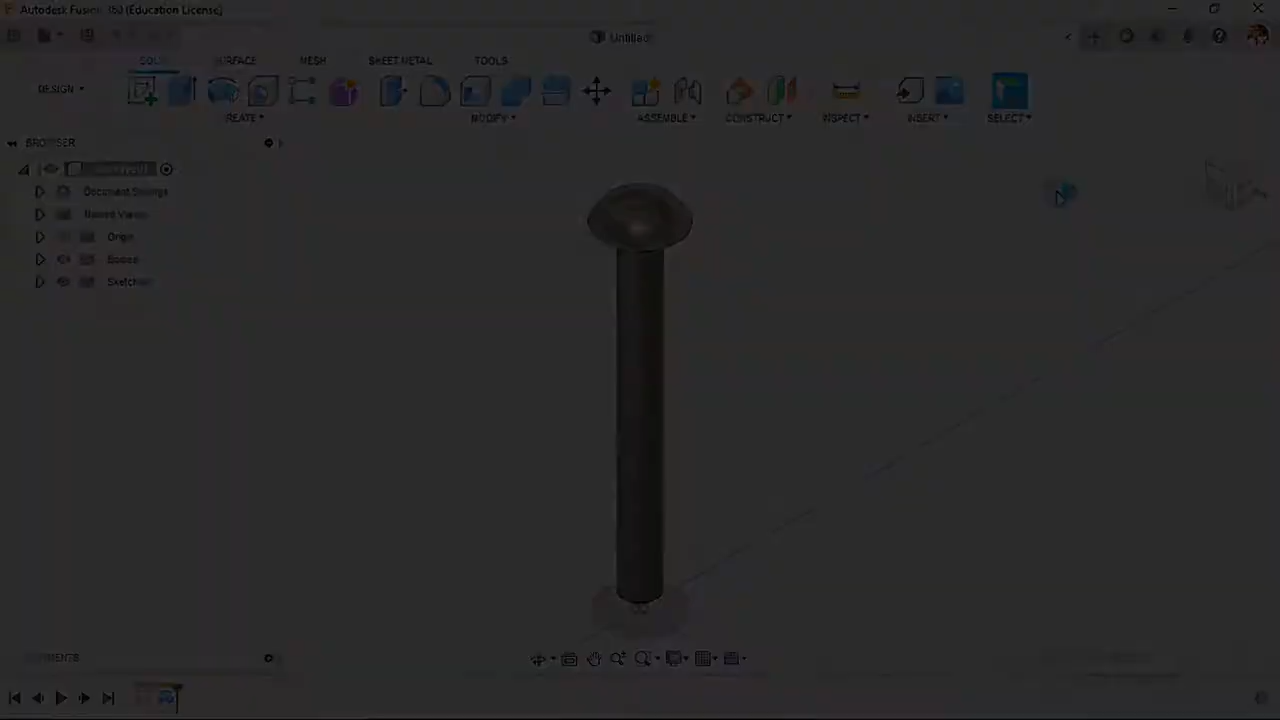 Autodesk Fusion (Education License)
Untitled
SOLID SURFACE MESH SHEET METAL TOOLS
DESIGN
CREATE MODIFY ASSEMBLE CONSTRUCT INSPECT INSERT SELECT
BROWSER
Document Settings
Named Views
Origin
Bodies
Sketches
COMMENTS